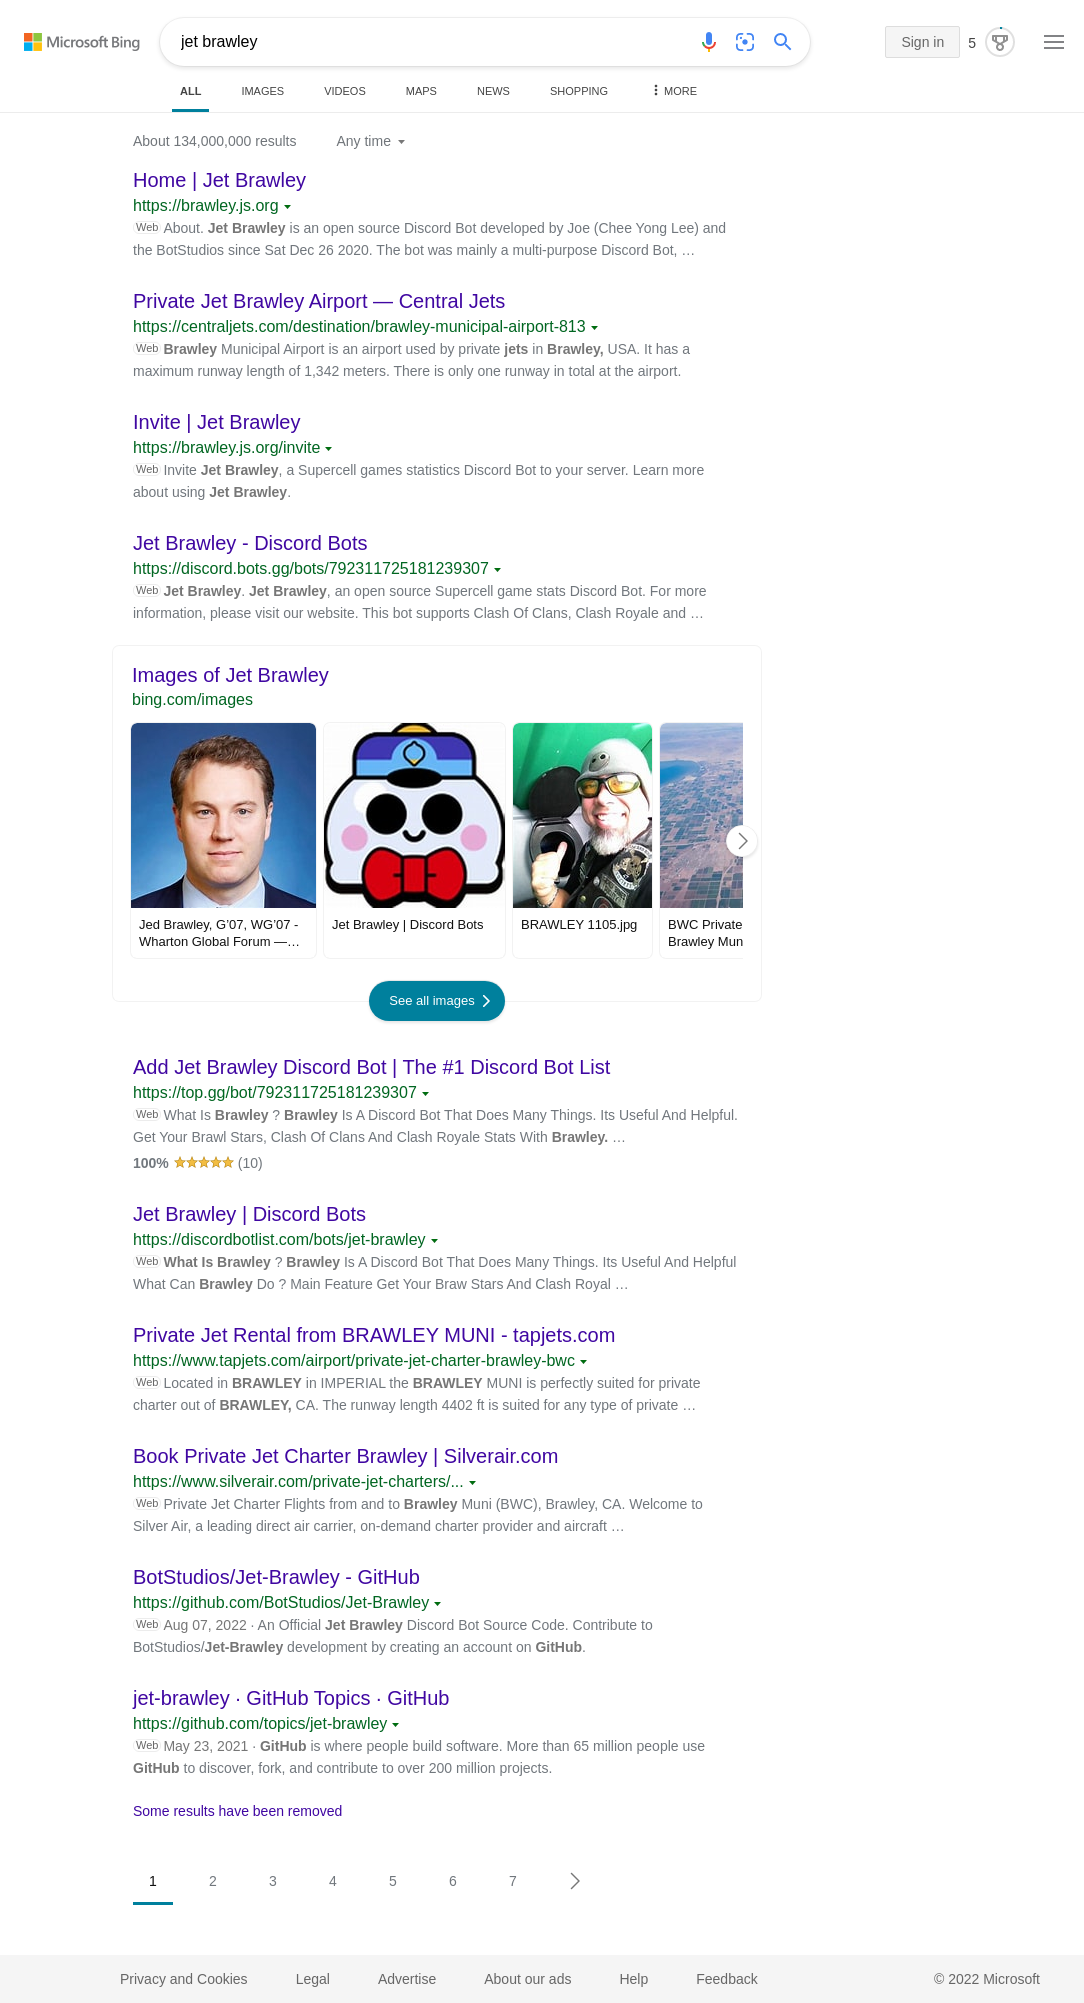 Microsoft Bing
jet brawley
Sign in
5
ALL
IMAGES
VIDEOS
MAPS
NEWS
SHOPPING
MORE
About 134,000,000 results
Any time
Home | Jet Brawley
https://brawley.js.org
Web About. Jet Brawley is an open source Discord Bot developed by Joe (Chee Yong Lee) and
the BotStudios since Sat Dec 26 2020. The bot was mainly a multi-purpose Discord Bot, …
Private Jet Brawley Airport — Central Jets
https://centraljets.com/destination/brawley-municipal-airport-813
Web Brawley Municipal Airport is an airport used by private jets in Brawley, USA. It has a
maximum runway length of 1,342 meters. There is only one runway in total at the airport.
Invite | Jet Brawley
https://brawley.js.org/invite
Web Invite Jet Brawley, a Supercell games statistics Discord Bot to your server. Learn more
about using Jet Brawley.
Jet Brawley - Discord Bots
https://discord.bots.gg/bots/792311725181239307
Web Jet Brawley. Jet Brawley, an open source Supercell game stats Discord Bot. For more
information, please visit our website. This bot supports Clash Of Clans, Clash Royale and …
Images of Jet Brawley
bing.com/images
Jed Brawley, G'07, WG'07 -
Wharton Global Forum —…
Jet Brawley | Discord Bots
BRAWLEY 1105.jpg
BWC Private
Brawley Mun
See all images
Add Jet Brawley Discord Bot | The #1 Discord Bot List
https://top.gg/bot/792311725181239307
Web What Is Brawley ? Brawley Is A Discord Bot That Does Many Things. Its Useful And Helpful.
Get Your Brawl Stars, Clash Of Clans And Clash Royale Stats With Brawley. …
100% (10)
Jet Brawley | Discord Bots
https://discordbotlist.com/bots/jet-brawley
Web What Is Brawley ? Brawley Is A Discord Bot That Does Many Things. Its Useful And Helpful
What Can Brawley Do ? Main Feature Get Your Braw Stars And Clash Royal …
Private Jet Rental from BRAWLEY MUNI - tapjets.com
https://www.tapjets.com/airport/private-jet-charter-brawley-bwc
Web Located in BRAWLEY in IMPERIAL the BRAWLEY MUNI is perfectly suited for private
charter out of BRAWLEY, CA. The runway length 4402 ft is suited for any type of private …
Book Private Jet Charter Brawley | Silverair.com
https://www.silverair.com/private-jet-charters/...
Web Private Jet Charter Flights from and to Brawley Muni (BWC), Brawley, CA. Welcome to
Silver Air, a leading direct air carrier, on-demand charter provider and aircraft …
BotStudios/Jet-Brawley - GitHub
https://github.com/BotStudios/Jet-Brawley
Web Aug 07, 2022 · An Official Jet Brawley Discord Bot Source Code. Contribute to
BotStudios/Jet-Brawley development by creating an account on GitHub.
jet-brawley · GitHub Topics · GitHub
https://github.com/topics/jet-brawley
Web May 23, 2021 · GitHub is where people build software. More than 65 million people use
GitHub to discover, fork, and contribute to over 200 million projects.
Some results have been removed
1 2 3 4 5 6 7
Privacy and Cookies
Legal
Advertise
About our ads
Help
Feedback
© 2022 Microsoft